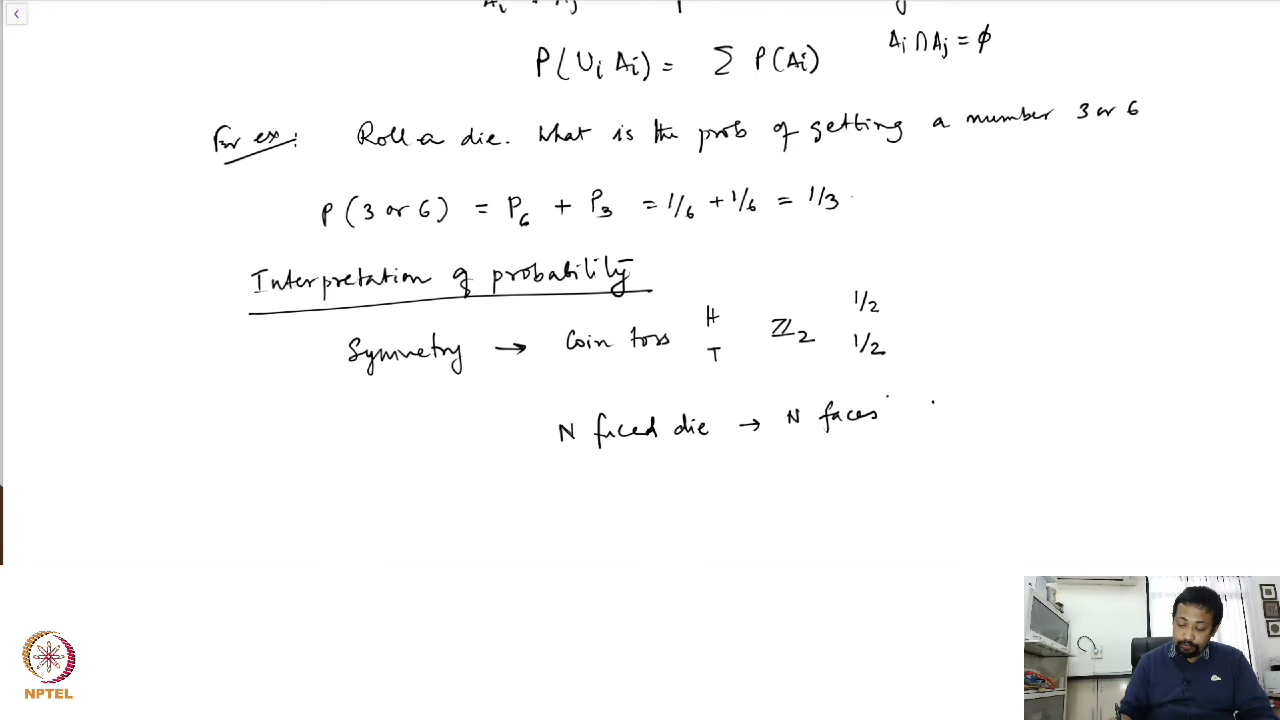 P(∪i Ai) = ∑ P(Ai) Ai ∩ Aj = φ
For ex: Roll a die. What is the prob of getting a number 3 or 6
P(3 or 6) = P6 + P3 = 1/6 + 1/6 = 1/3
Interpretation of probability
Symmetry → Coin toss H T ℤ2 1/2 1/2
N faced die → N faces
NPTEL